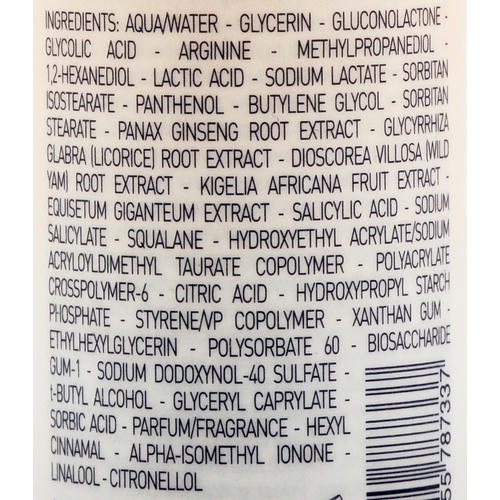 INGREDIENTS: AQUA/WATER - GLYCERIN - GLUCONOLACTONE -
GLYCOLIC ACID - ARGININE - METHYLPROPANEDIOL -
1,2-HEXANEDIOL - LACTIC ACID - SODIUM LACTATE - SORBITAN
ISOSTEARATE - PANTHENOL - BUTYLENE GLYCOL - SORBITAN
STEARATE - PANAX GINSENG ROOT EXTRACT - GLYCYRRHIZA
GLABRA (LICORICE) ROOT EXTRACT - DIOSCOREA VILLOSA (WILD
YAM) ROOT EXTRACT - KIGELIA AFRICANA FRUIT EXTRACT -
EQUISETUM GIGANTEUM EXTRACT - SALICYLIC ACID - SODIUM
SALICYLATE - SQUALANE - HYDROXYETHYL ACRYLATE/SODIUM
ACRYLOYLDIMETHYL TAURATE COPOLYMER - POLYACRYLATE
CROSSPOLYMER-6 - CITRIC ACID - HYDROXYPROPYL STARCH
PHOSPHATE - STYRENE/VP COPOLYMER - XANTHAN GUM -
ETHYLHEXYLGLYCERIN - POLYSORBATE 60 - BIOSACCHARIDE
GUM-1 - SODIUM DODOXYNOL-40 SULFATE -
t-BUTYL ALCOHOL - GLYCERYL CAPRYLATE -
SORBIC ACID - PARFUM/FRAGRANCE - HEXYL
CINNAMAL - ALPHA-ISOMETHYL IONONE -
LINALOOL - CITRONELLOL
55 787337